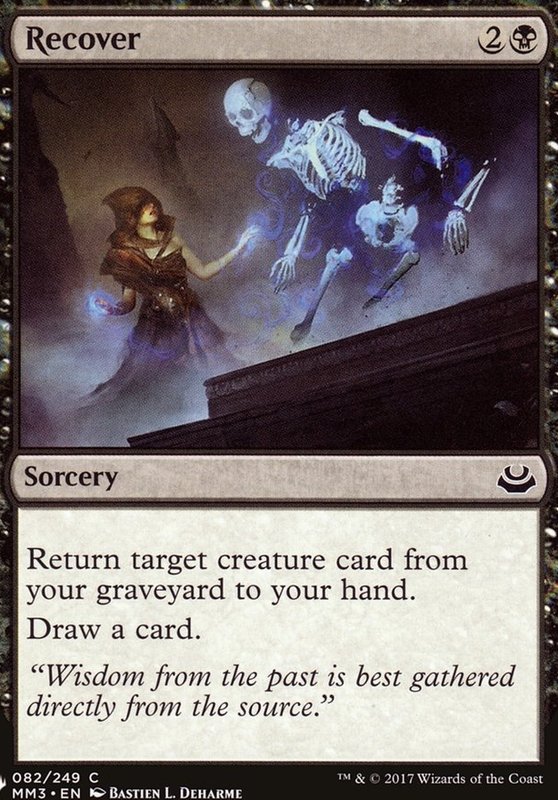 Recover 2
Sorcery
Return target creature card from
your graveyard to your hand.
Draw a card.
“Wisdom from the past is best gathered
directly from the source.”
082/249 C
MM3 • EN Bastien L. Deharme
™ & © 2017 Wizards of the Coast